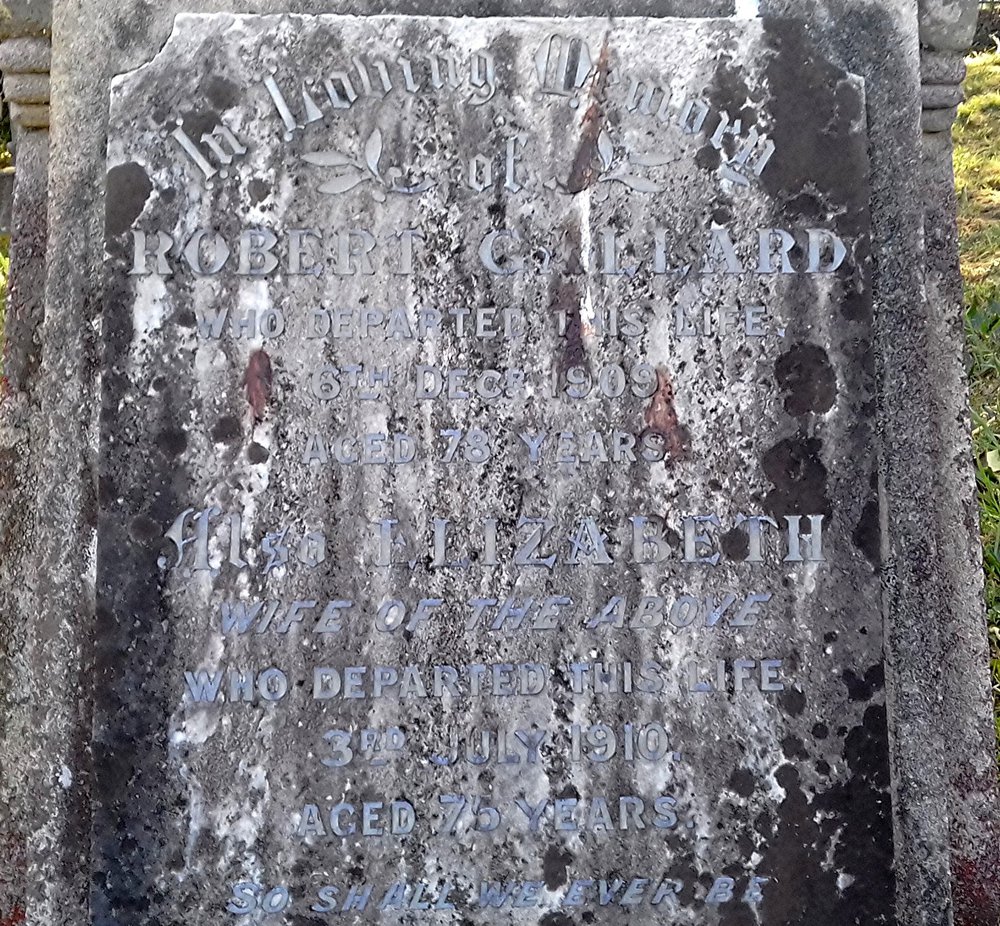 In Loving Memory
of
ROBERT GAILLARD
WHO DEPARTED THIS LIFE,
6TH DECR 1909
AGED 78 YEARS
Also ELIZABETH
WIFE OF THE ABOVE
WHO DEPARTED THIS LIFE,
3RD JULY 1910.
AGED 75 YEARS.
SO SHALL WE EVER BE